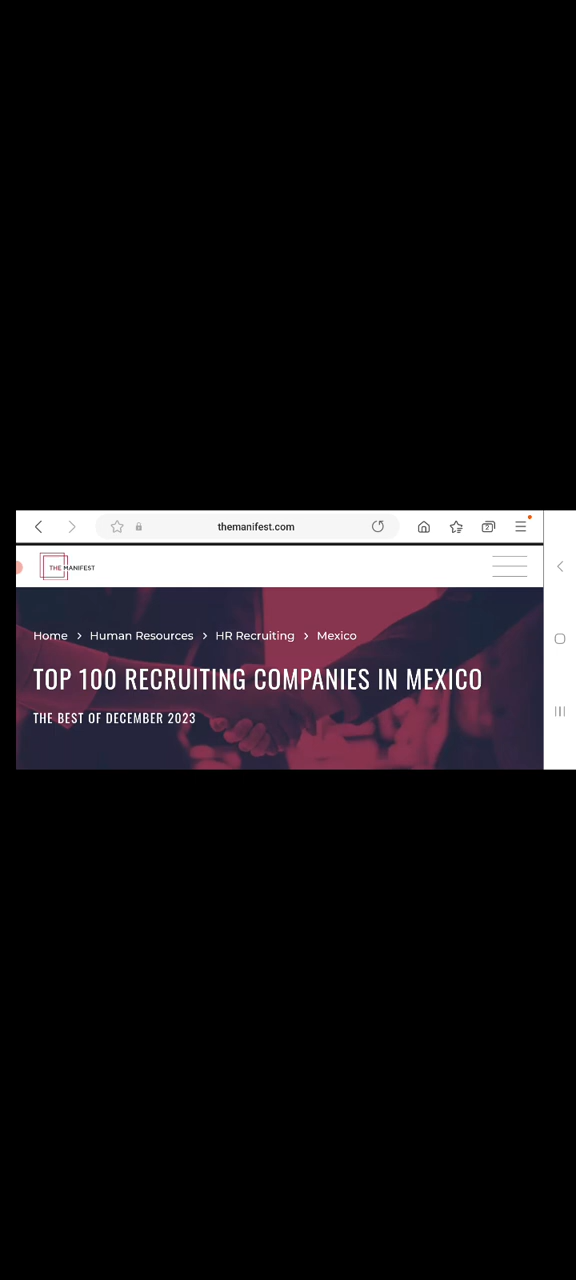 themanifest.com
2
THE MANIFEST
Home > Human Resources > HR Recruiting > Mexico
TOP 100 RECRUITING COMPANIES IN MEXICO
THE BEST OF DECEMBER 2023